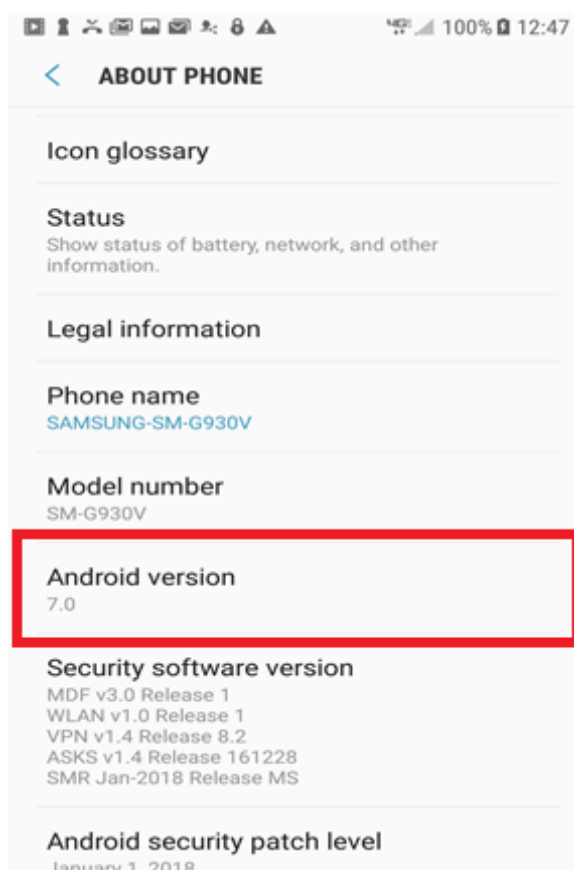 100% 12:47
ABOUT PHONE
Icon glossary
Status
Show status of battery, network, and other
information.
Legal information
Phone name
SAMSUNG-SM-G930V
Model number
SM-G930V
Android version
7.0
Security software version
MDF v3.0 Release 1
WLAN v1.0 Release 1
VPN v1.4 Release 8.2
ASKS v1.4 Release 161228
SMR Jan-2018 Release MS
Android security patch level
January 1, 2018